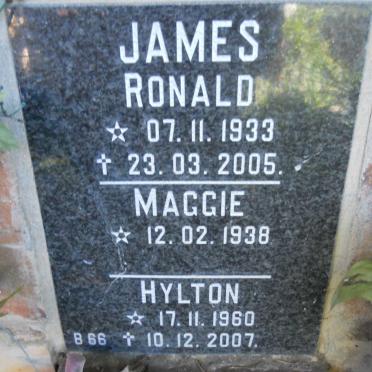 JAMES
RONALD
☆ 07.11.1933
✝ 23.03.2005.
MAGGIE
☆ 12.02.1938
HYLTON
☆ 17.11.1960
B66 ✝ 10.12.2007.